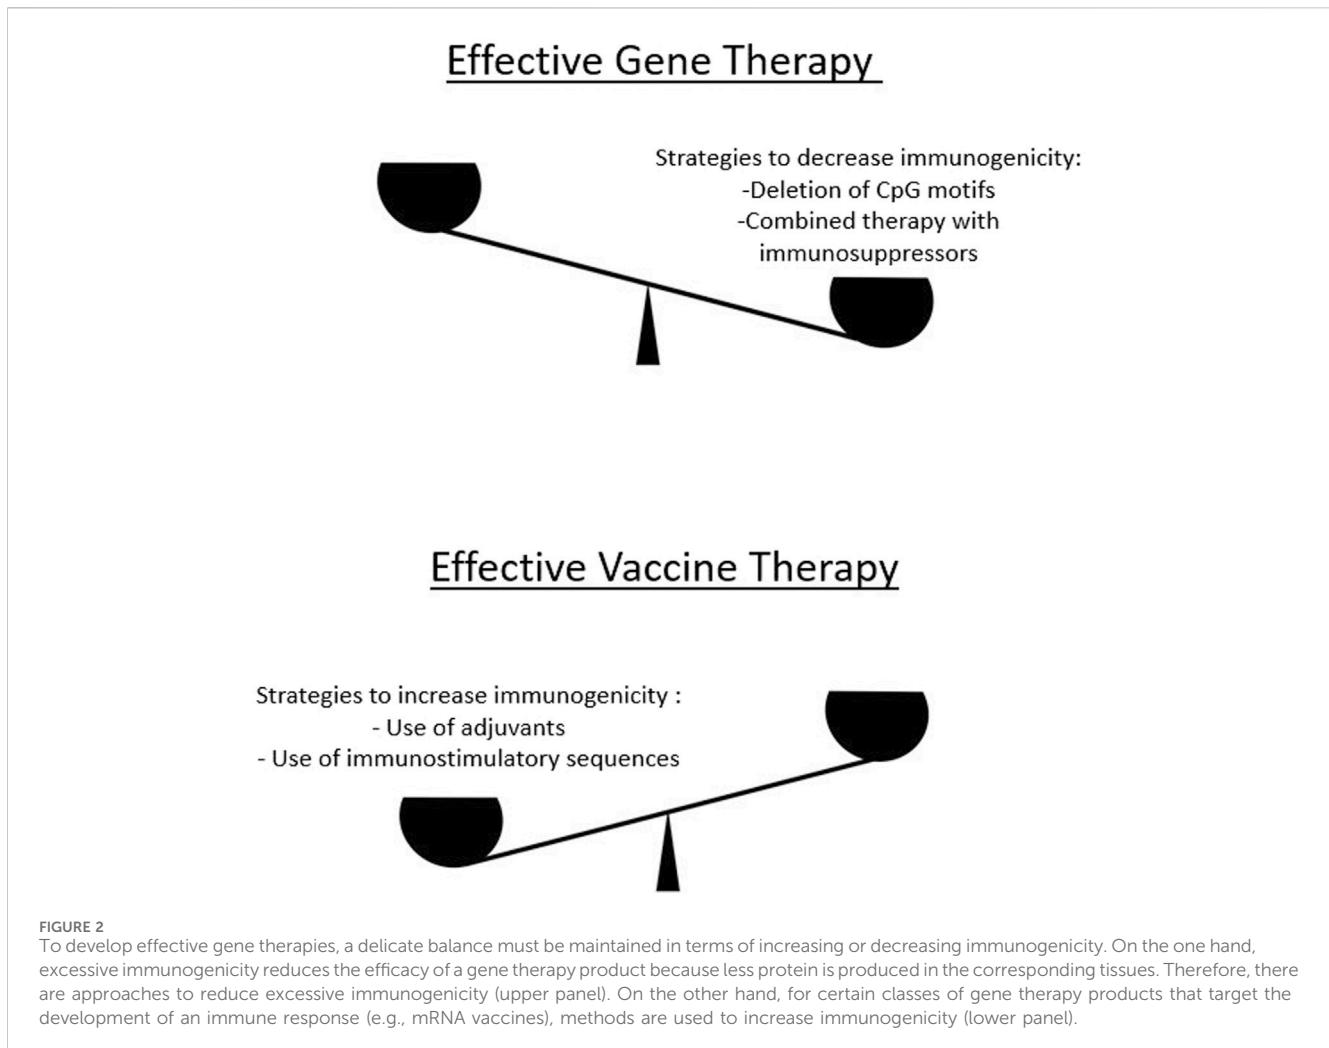 Effective Gene Therapy
Strategies to decrease immunogenicity:
-Deletion of CpG motifs
-Combined therapy with
immunosuppressors
Effective Vaccine Therapy
Strategies to increase immunogenicity :
- Use of adjuvants
- Use of immunostimulatory sequences
FIGURE 2
To develop effective gene therapies, a delicate balance must be maintained in terms of increasing or decreasing immunogenicity. On the one hand,
excessive immunogenicity reduces the efficacy of a gene therapy product because less protein is produced in the corresponding tissues. Therefore, there
are approaches to reduce excessive immunogenicity (upper panel). On the other hand, for certain classes of gene therapy products that target the
development of an immune response (e.g., mRNA vaccines), methods are used to increase immunogenicity (lower panel).